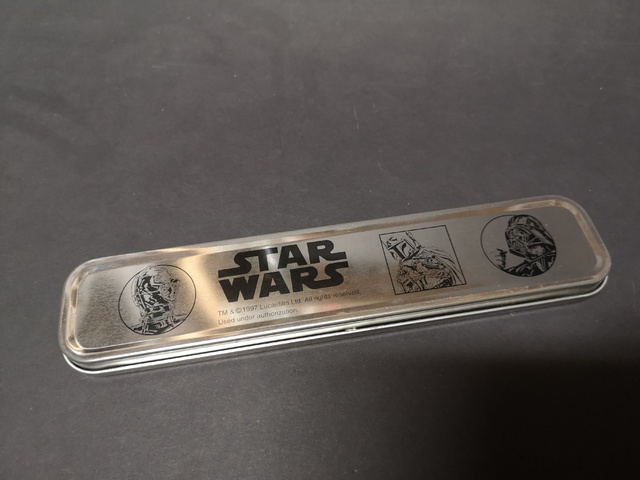 STAR
WARS
TM & ©1997 Lucasfilm Ltd. All rights reserved.
Used under authorization.